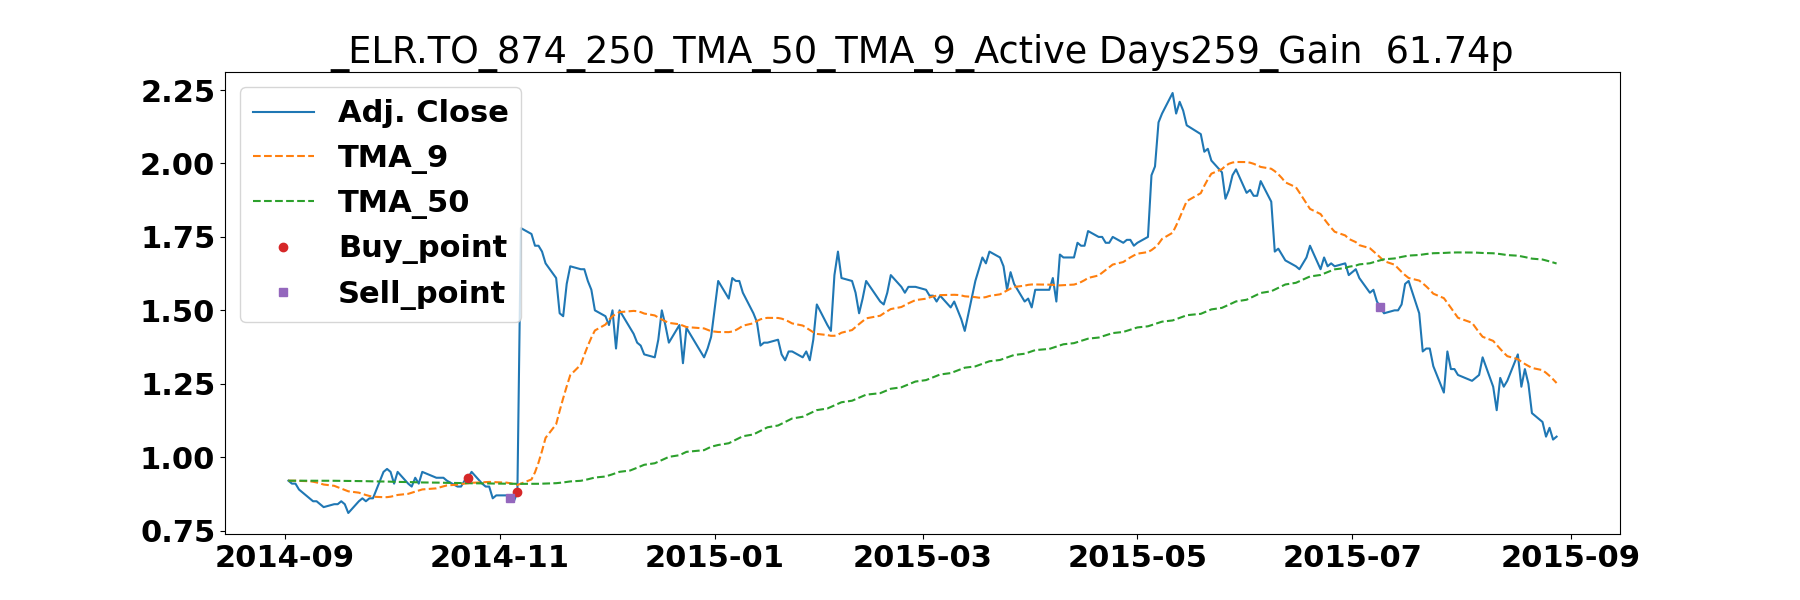 _ELR.TO_874_250_TMA_50_TMA_9_Active Days259_Gain  61.74p
2.25
2.00
1.75
1.50
1.25
1.00
0.75
Adj. Close
TMA_9
TMA_50
Buy_point
Sell_point
2014-09 2014-11 2015-01 2015-03 2015-05 2015-07 2015-09